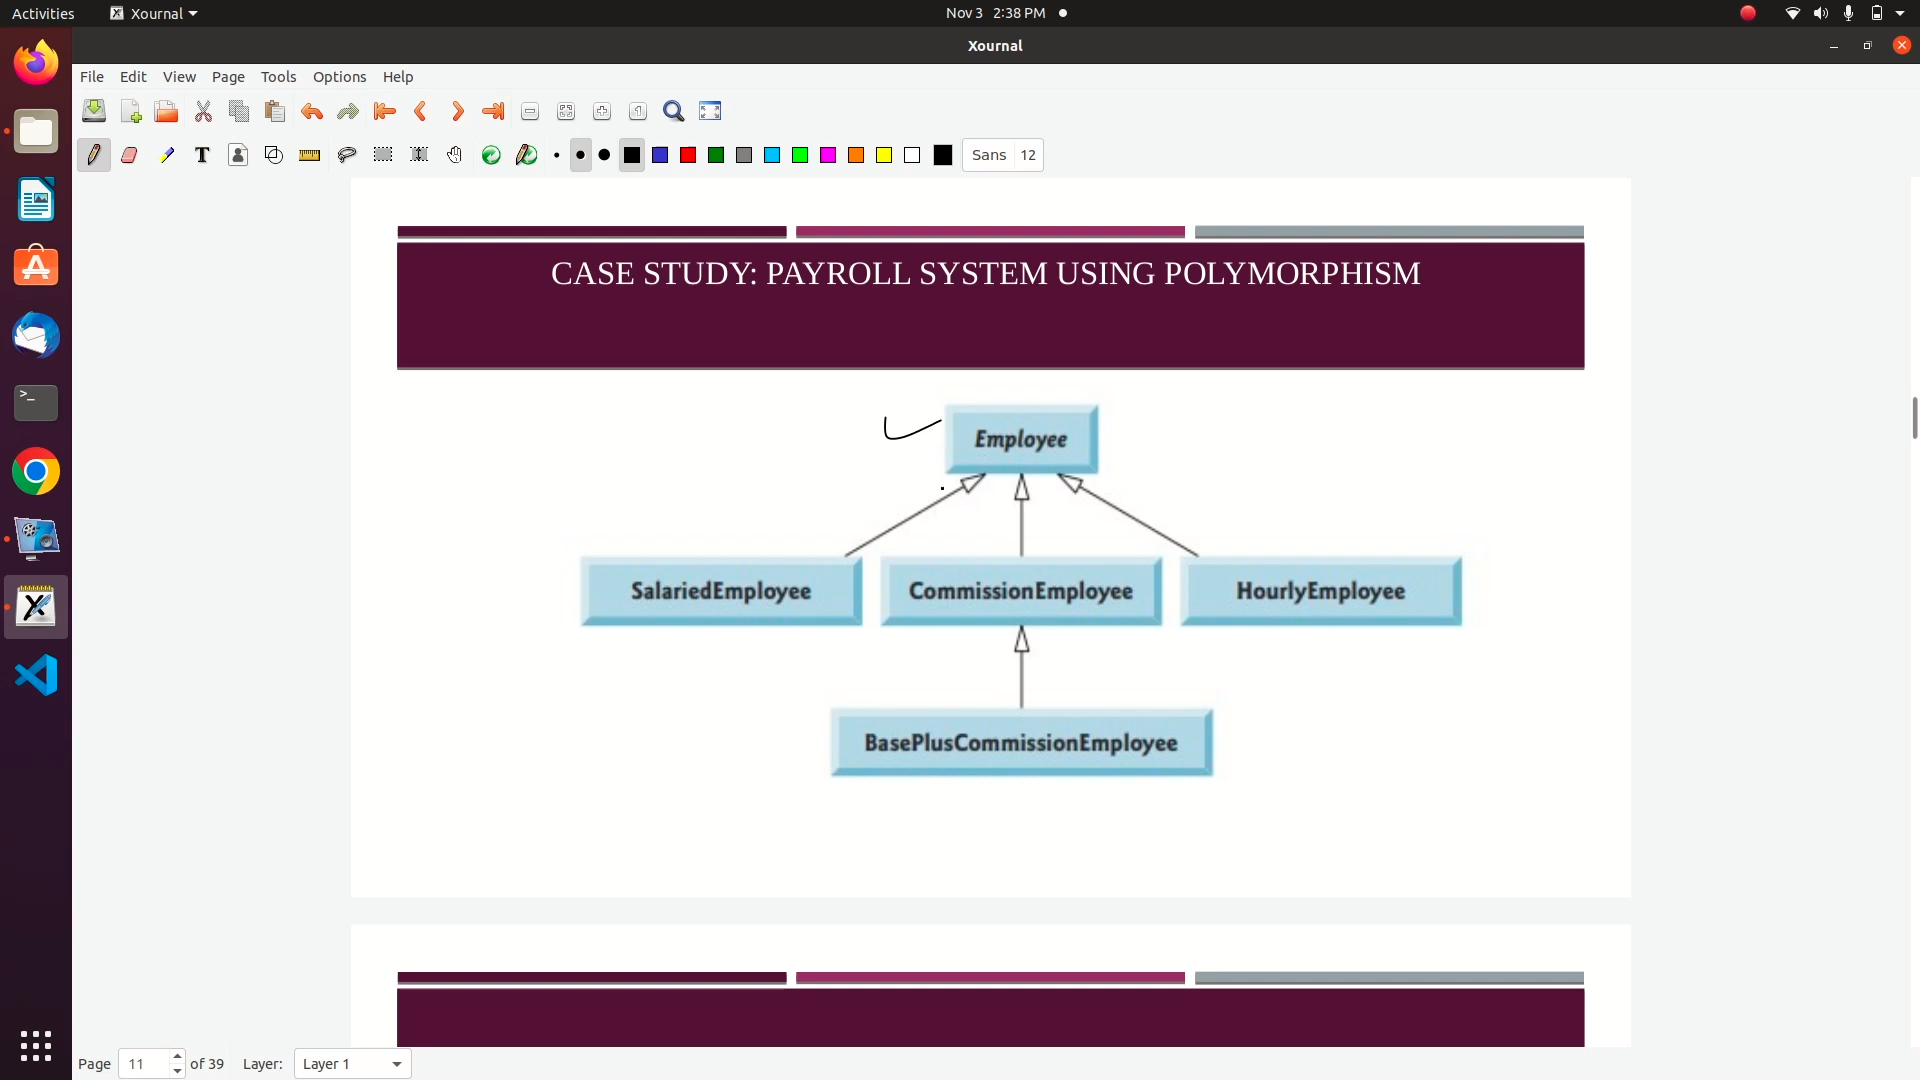 Activities Xournal Nov 3 2:38 PM
Xournal
File Edit View Page Tools Options Help
T Sans 12
CASE STUDY: PAYROLL SYSTEM USING POLYMORPHISM
Employee
SalariedEmployee CommissionEmployee HourlyEmployee
BasePlusCommissionEmployee
Page 11 of 39 Layer: Layer 1